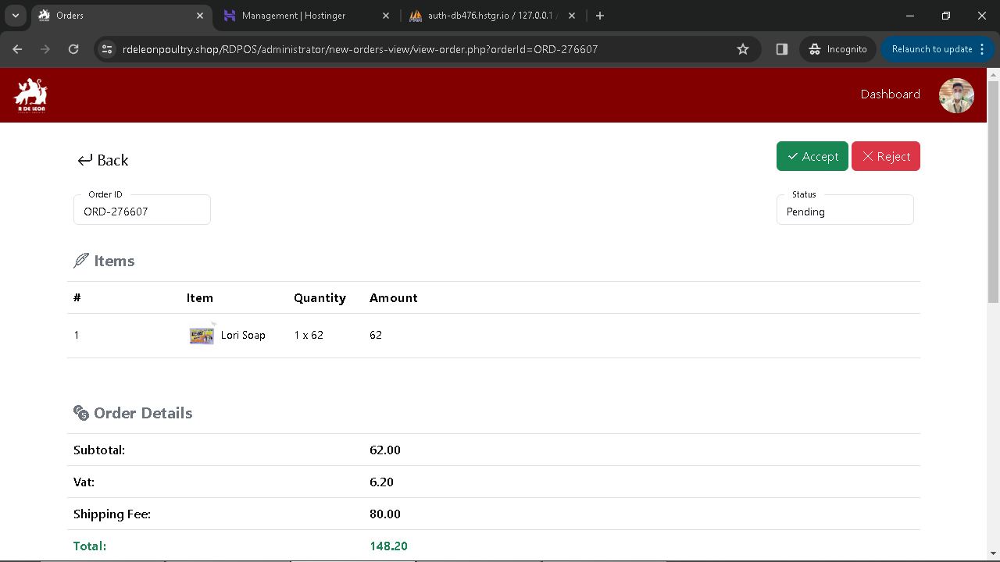 Orders
Management | Hostinger
auth-db476.hstgr.io / 127.0.0.1 /
rdeleonpoultry.shop/RDPOS/administrator/new-orders-view/view-order.php?orderId=ORD-276607
Incognito
Relaunch to update
R DE LEON
Dashboard
Back
Accept
Reject
Order ID
ORD-276607
Status
Pending
Items
# Item Quantity Amount
1 Lori Soap 1 x 62 62
Order Details
Subtotal: 62.00
Vat: 6.20
Shipping Fee: 80.00
Total: 148.20